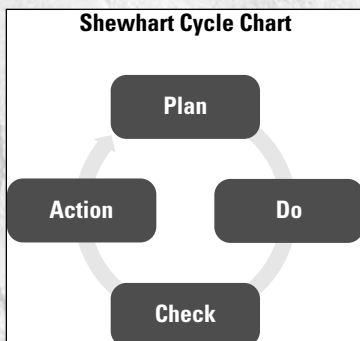 Shewhart Cycle Chart
Plan
Action
Do
Check